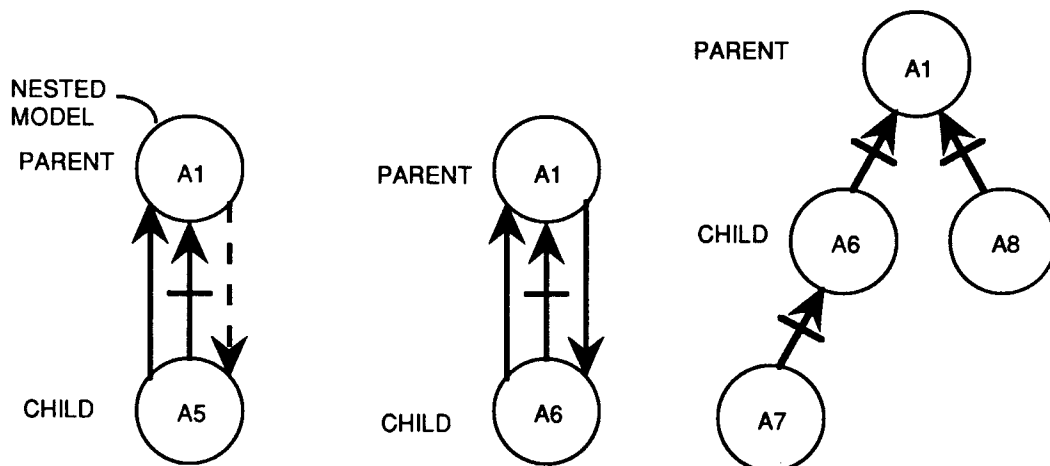 NESTED
MODEL
PARENT
A1
CHILD
A5
PARENT
A1
CHILD
A6
PARENT
A1
CHILD
A6
A8
A7